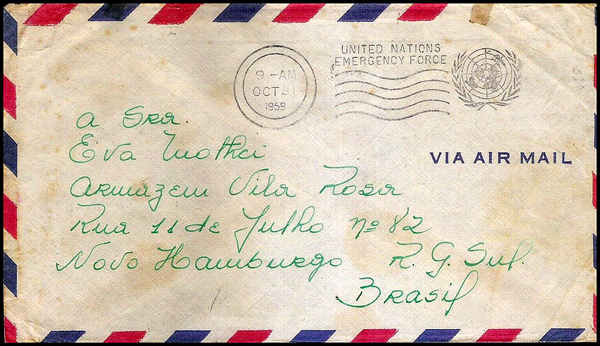 UNITED NATIONS
EMERGENCY FORCE
9 -AM
OCT 31
1959
VIA AIR MAIL
A Sra.
Eva
Armazem Vila Rosa
Rua 11 de Julho nº 82
Novo Hamburgo R. G. Sul.
Brasil